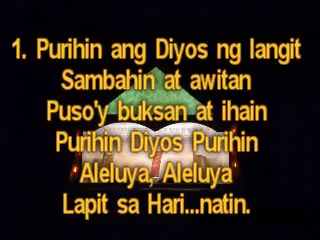 1. Purihin ang Diyos ng langit
Sambahin at awitan
Puso'y buksan at ihain
Purihin Diyos Purihin
Aleluya, Aleluya
Lapit sa Hari...natin.